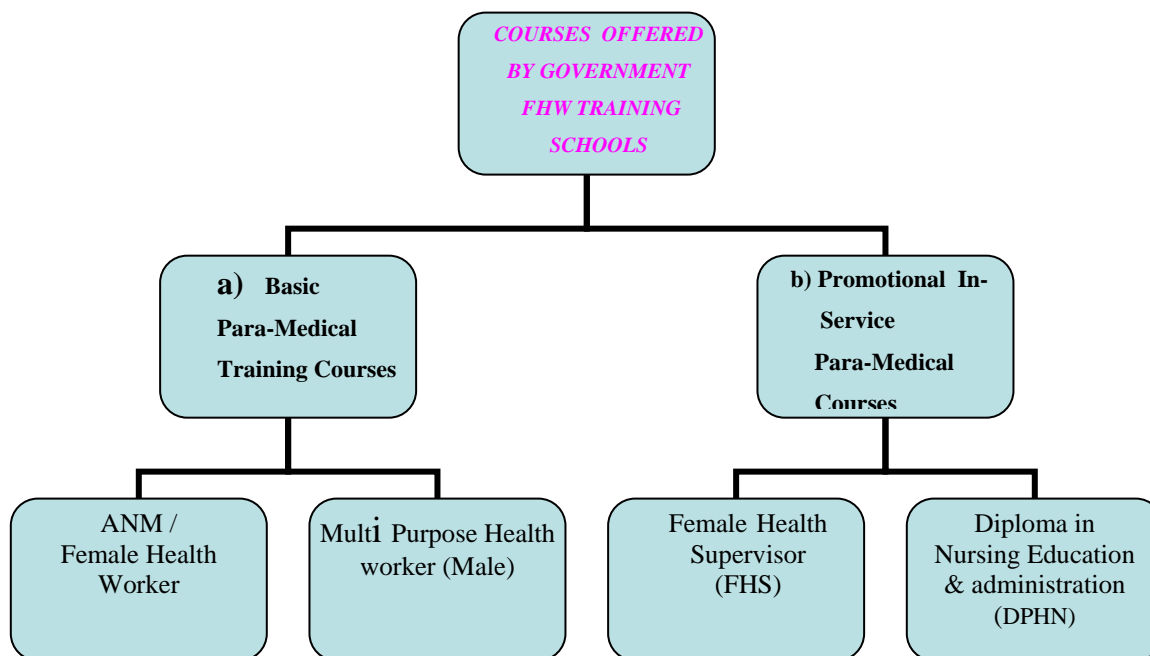 COURSES OFFERED
BY GOVERNMENT
FHW TRAINING
SCHOOLS
a) Basic
Para-Medical
Training Courses
b) Promotional In-
Service
Para-Medical
Courses
ANM /
Female Health
Worker
Multi Purpose Health
worker (Male)
Female Health
Supervisor
(FHS)
Diploma in
Nursing Education
& administration
(DPHN)